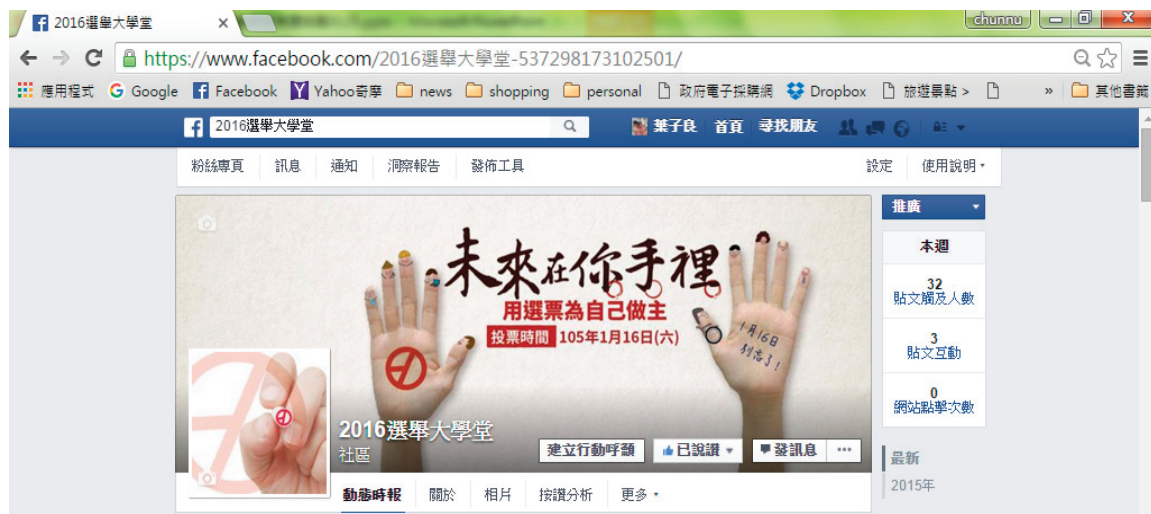 2016選舉大學堂
chunnu
https://www.facebook.com/2016選舉大學堂-537298173102501/
應用程式 Google Facebook Yahoo奇摩 news shopping personal 政府電子採購網 Dropbox 旅遊景點 > » 其他書籤
2016選舉大學堂 葉子良 首頁 尋找朋友
粉絲專頁 訊息 通知 洞察報告 發佈工具 設定 使用說明
推廣
本週
32
貼文觸及人數
3
貼文互動
0
網站點擊次數
最新
2015年
未來在你手裡
用選票為自己做主
投票時間 105年1月16日(六)
1月16日
別忘了!
2016選舉大學堂
社區
建立行動呼籲 已說讚 發訊息 ...
動態時報 關於 相片 按讚分析 更多